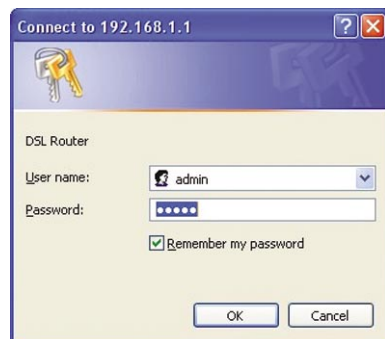 Connect to 192.168.1.1
DSL Router
User name:
admin
Password:
•••••
Remember my password
OK
Cancel